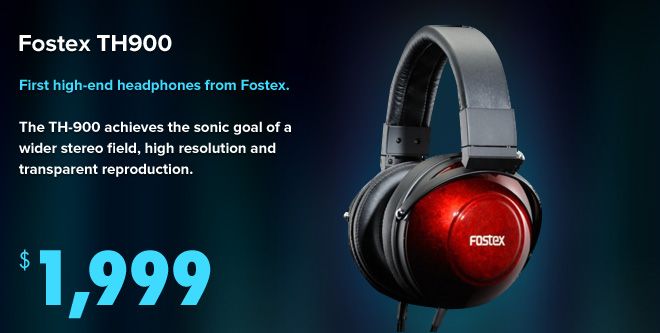 Fostex TH900
First high-end headphones from Fostex.
The TH-900 achieves the sonic goal of a
wider stereo field, high resolution and
transparent reproduction.
$1,999
FOSTEX